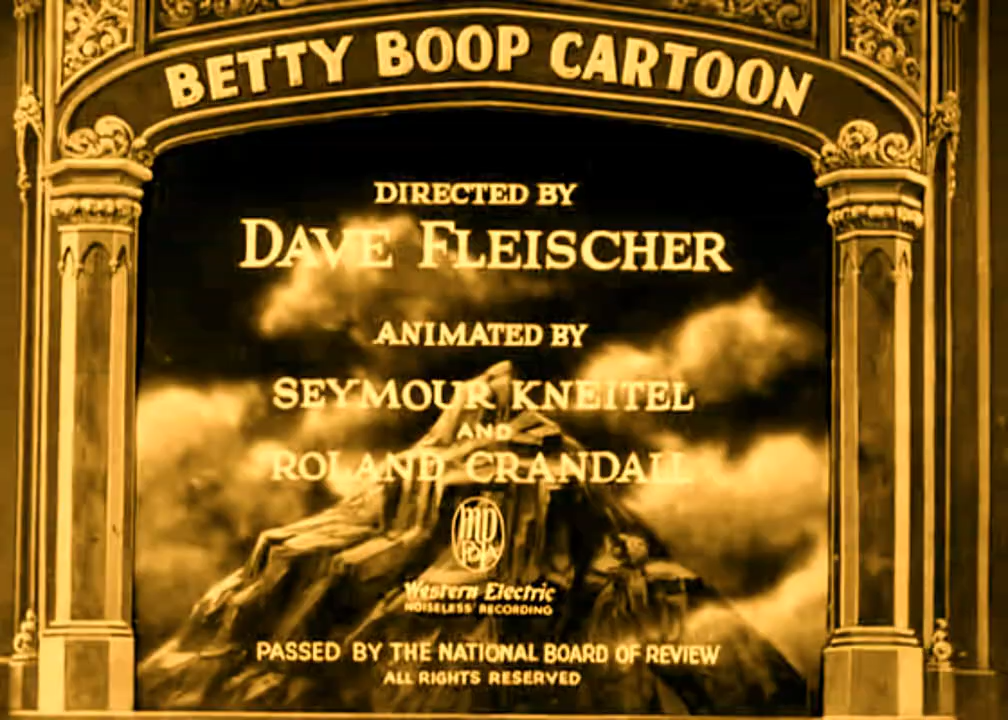 BETTY BOOP CARTOON
DIRECTED BY
DAVE FLEISCHER
ANIMATED BY
SEYMOUR KNEITEL
AND
ROLAND CRANDALL
MPPDA
Western Electric
NOISELESS RECORDING
PASSED BY THE NATIONAL BOARD OF REVIEW
ALL RIGHTS RESERVED